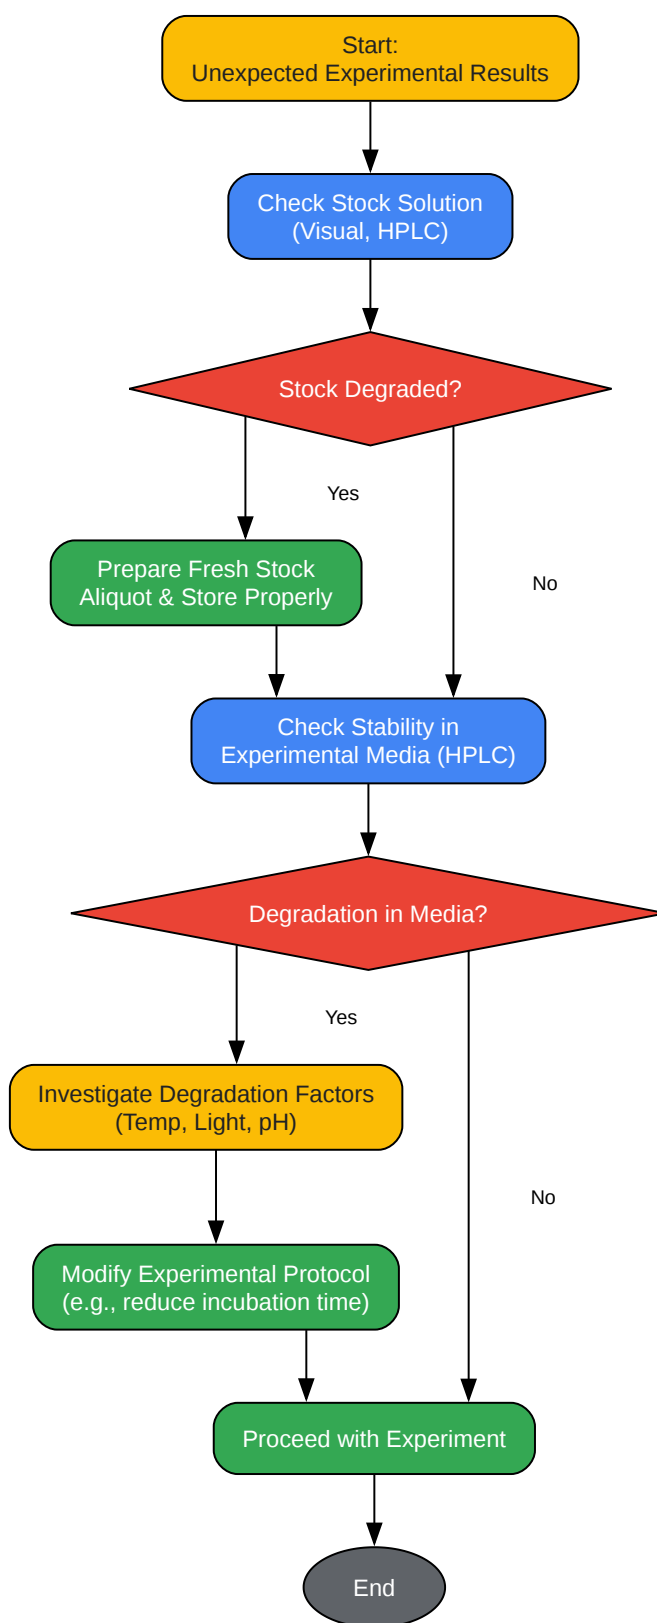 Start:
Unexpected Experimental Results
Check Stock Solution
(Visual, HPLC)
Stock Degraded?
Yes
Prepare Fresh Stock
Aliquot & Store Properly
No
Check Stability in
Experimental Media (HPLC)
Degradation in Media?
Yes
Investigate Degradation Factors
(Temp, Light, pH)
No
Modify Experimental Protocol
(e.g., reduce incubation time)
Proceed with Experiment
End